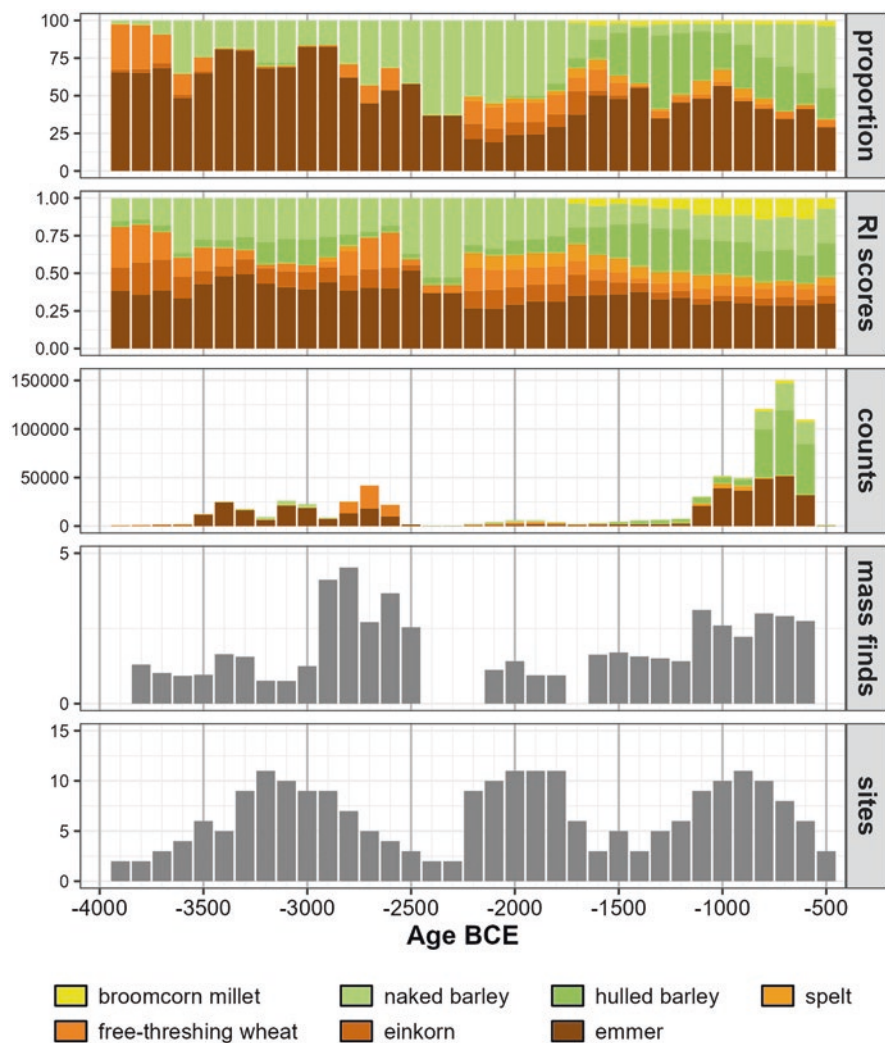 100
75
50
25
0
proportion
1.00
0.75
0.50
0.25
0.00
RI scores
150000
100000
50000
0
counts
5
0
mass finds
15
10
5
0
sites
-4000 -3500 -3000 -2500 -2000 -1500 -1000 -500
Age BCE
broomcorn millet naked barley hulled barley spelt
free-threshing wheat einkorn emmer